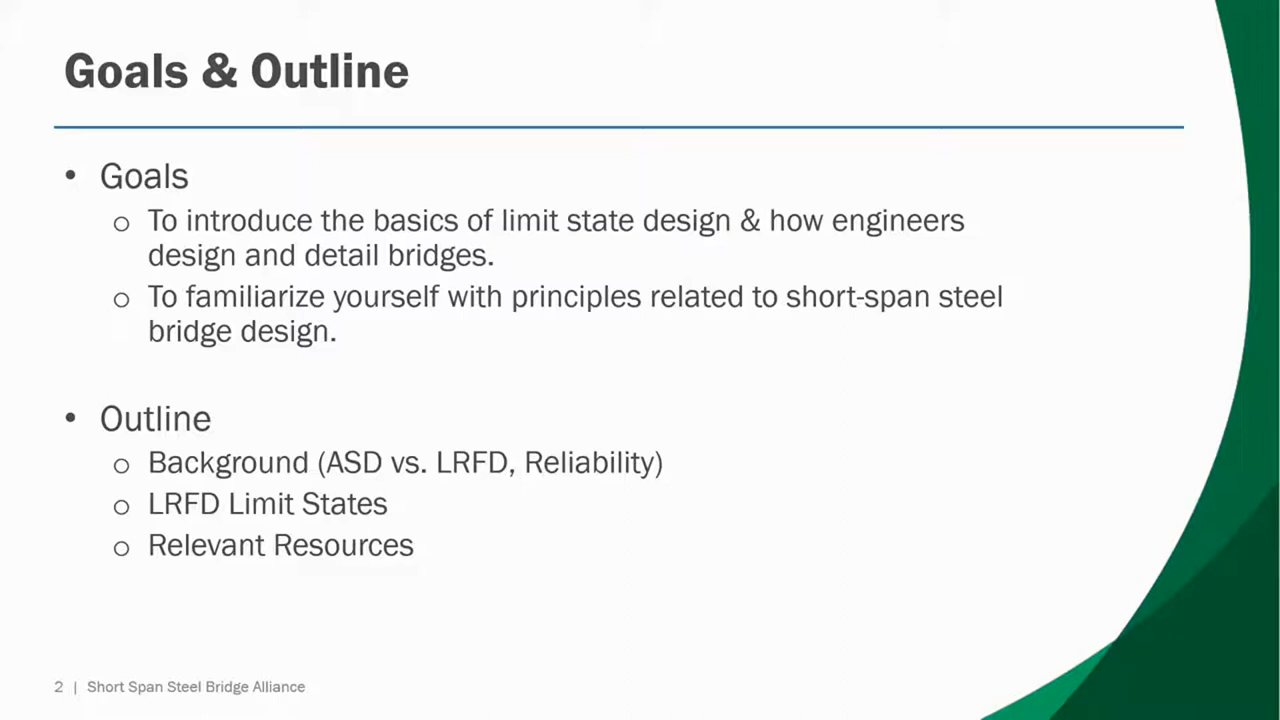 Goals & Outline
• Goals
o To introduce the basics of limit state design & how engineers
design and detail bridges.
o To familiarize yourself with principles related to short-span steel
bridge design.
• Outline
o Background (ASD vs. LRFD, Reliability)
o LRFD Limit States
o Relevant Resources
2 | Short Span Steel Bridge Alliance